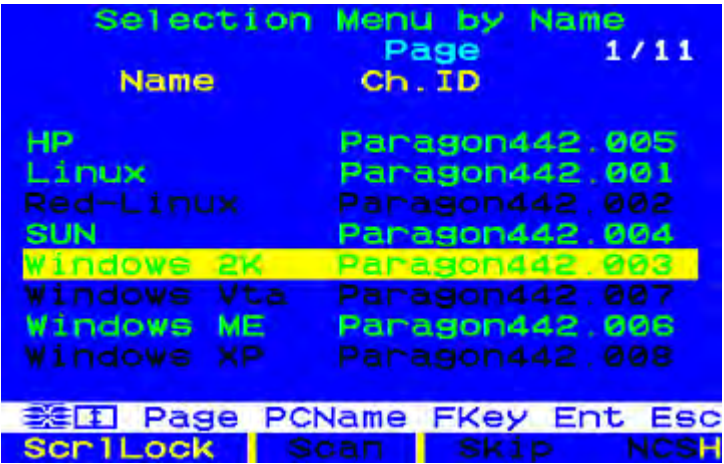 Selection Menu by Name
Page 1/11
Name Ch.ID
HP Paragon442.005
Linux Paragon442.001
Red-Linux Paragon442.002
SUN Paragon442.004
Windows 2K Paragon442.003
Windows Vta Paragon442.007
Windows ME Paragon442.006
Windows XP Paragon442.008
Page PCName FKey Ent Esc
ScrlLock Scan Skip NCSH